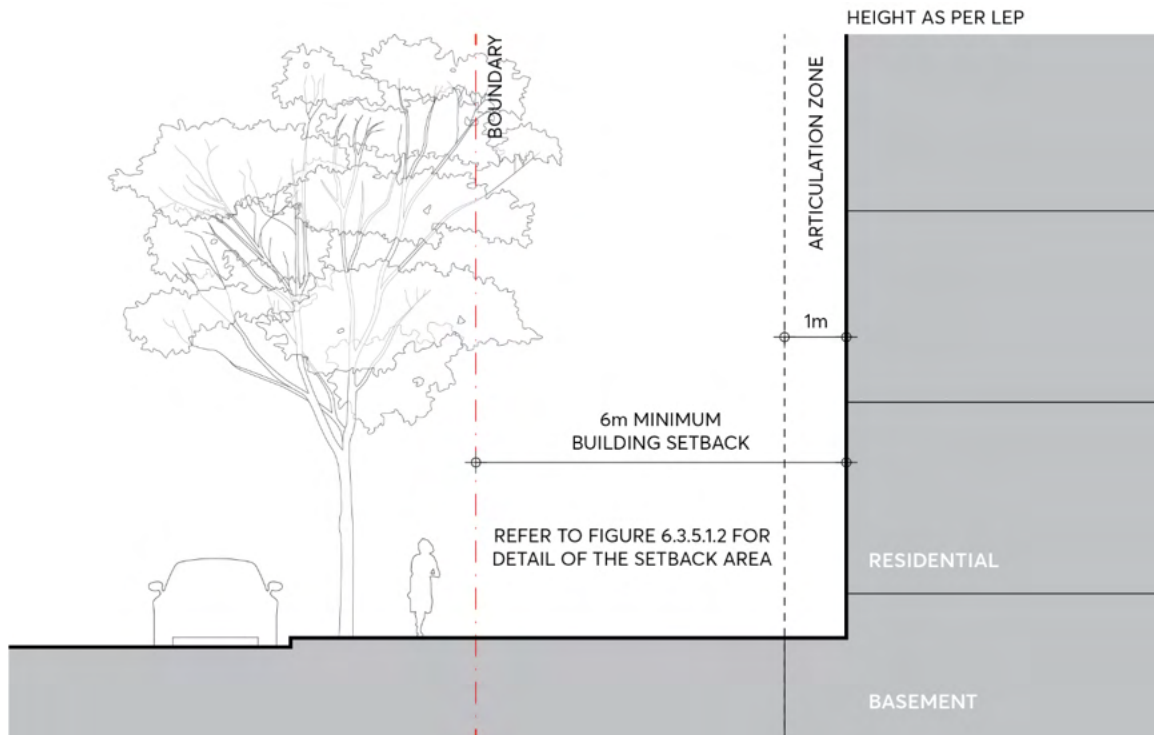 HEIGHT AS PER LEP
BOUNDARY
ARTICULATION ZONE
1m
6m MINIMUM
BUILDING SETBACK
REFER TO FIGURE 6.3.5.1.2 FOR
DETAIL OF THE SETBACK AREA
RESIDENTIAL
BASEMENT